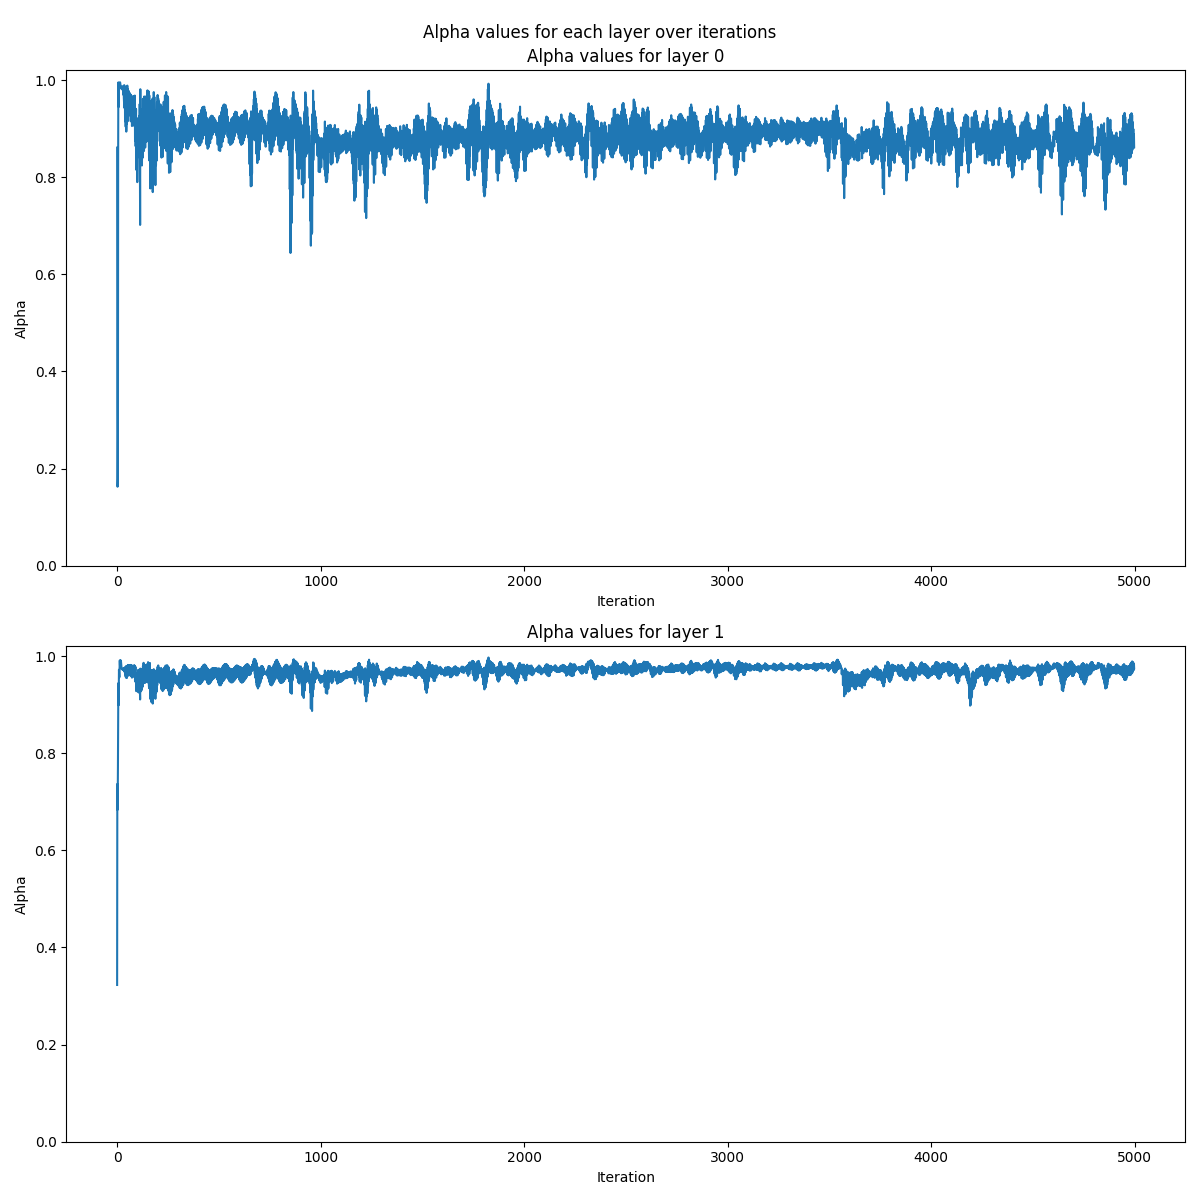 Alpha values for each layer over iterations
Alpha values for layer 0
1.0
0.8
0.6
0.4
0.2
0.0
Alpha
0 1000 2000 3000 4000 5000
Iteration
Alpha values for layer 1
1.0
0.8
0.6
0.4
0.2
0.0
Alpha
0 1000 2000 3000 4000 5000
Iteration